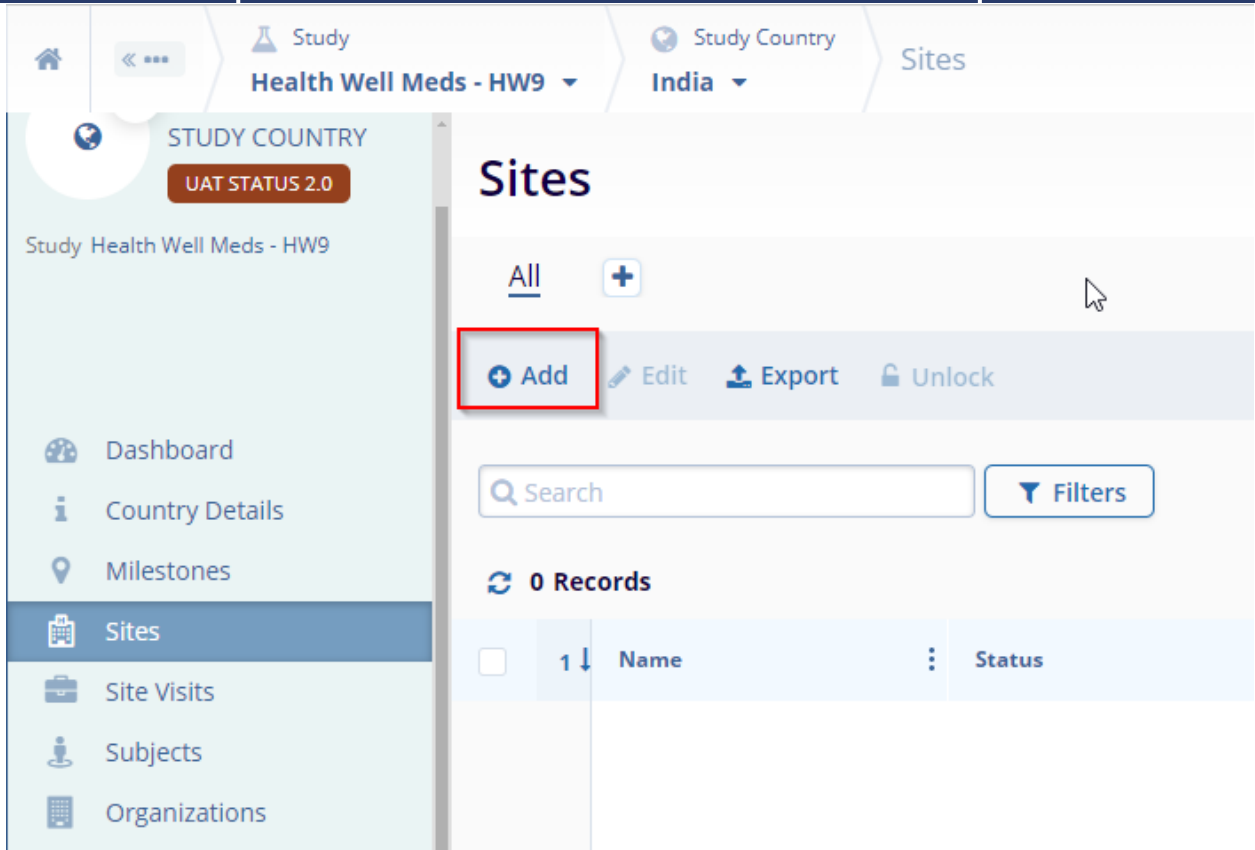 Study
Health Well Meds - HW9
Study Country
India
Sites
STUDY COUNTRY
UAT STATUS 2.0
Study Health Well Meds - HW9
Dashboard
Country Details
Milestones
Sites
Site Visits
Subjects
Organizations
Sites
All
Add Edit Export Unlock
Search Filters
0 Records
1 Name Status